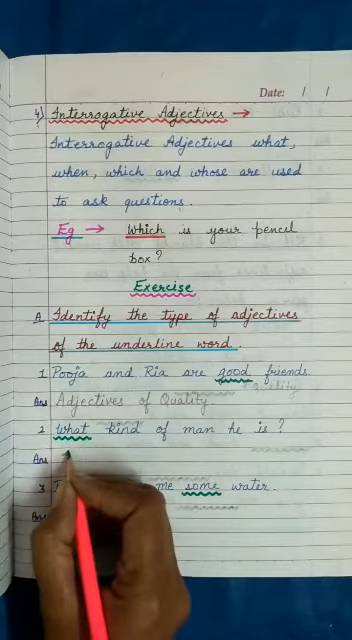 Date: / /
4) Interrogative Adjectives →
Interrogative Adjectives what,
when, which and whose are used
to ask questions.
Eg → Which is your pencil
box?
Exercise
A Identify the type of adjectives
of the underline word.
1 Pooja and Ria are good friends.
Ans Adjectives of Quality.
2 What kind of man he is?
Ans
3 me some water.
Ans